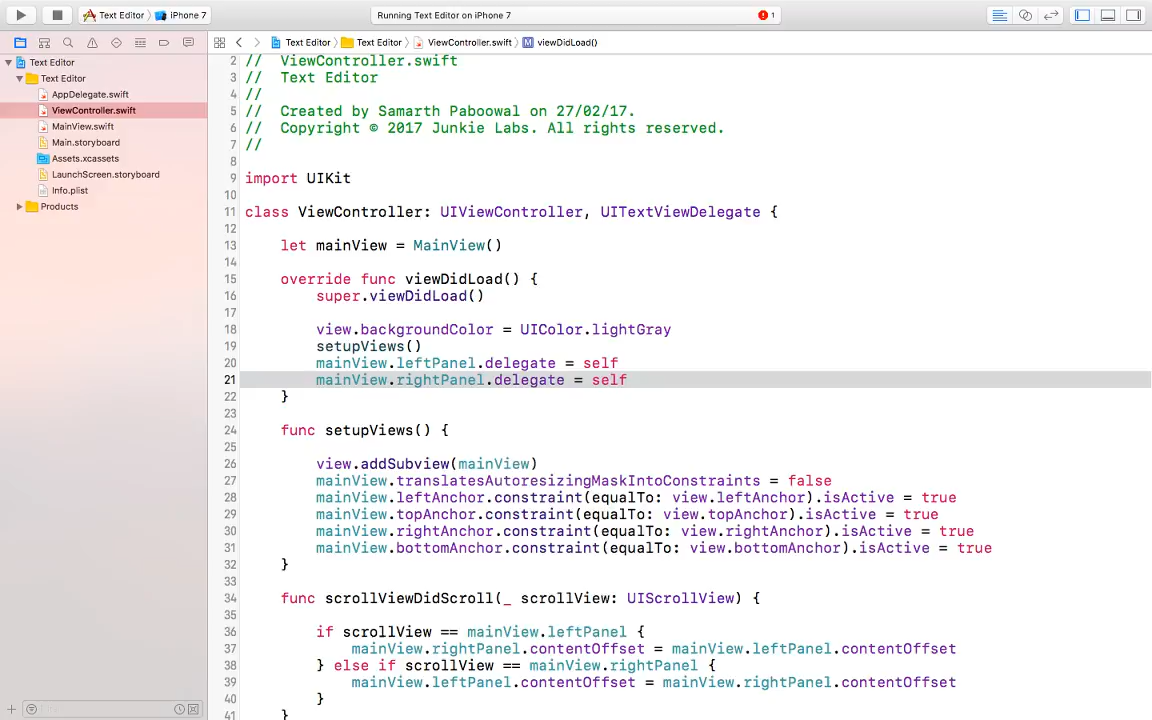 Text Editor
iPhone 7
Running Text Editor on iPhone 7
1
Text Editor
Text Editor
ViewController.swift
M
viewDidLoad()
Text Editor
Text Editor
AppDelegate.swift
ViewController.swift
MainView.swift
Main.storyboard
Assets.xcassets
LaunchScreen.storyboard
Info.plist
Products
2 //  ViewController.swift
3 //  Text Editor
4 //
5 //  Created by Samarth Paboowal on 27/02/17.
6 //  Copyright © 2017 Junkie Labs. All rights reserved.
7 //
8
9 import UIKit
10
11 class ViewController: UIViewController, UITextViewDelegate {
12
13     let mainView = MainView()
14
15     override func viewDidLoad() {
16         super.viewDidLoad()
17
18         view.backgroundColor = UIColor.lightGray
19         setupViews()
20         mainView.leftPanel.delegate = self
21         mainView.rightPanel.delegate = self
22     }
23
24     func setupViews() {
25
26         view.addSubview(mainView)
27         mainView.translatesAutoresizingMaskIntoConstraints = false
28         mainView.leftAnchor.constraint(equalTo: view.leftAnchor).isActive = true
29         mainView.topAnchor.constraint(equalTo: view.topAnchor).isActive = true
30         mainView.rightAnchor.constraint(equalTo: view.rightAnchor).isActive = true
31         mainView.bottomAnchor.constraint(equalTo: view.bottomAnchor).isActive = true
32     }
33
34     func scrollViewDidScroll(_ scrollView: UIScrollView) {
35
36         if scrollView == mainView.leftPanel {
37             mainView.rightPanel.contentOffset = mainView.leftPanel.contentOffset
38         } else if scrollView == mainView.rightPanel {
39             mainView.leftPanel.contentOffset = mainView.rightPanel.contentOffset
40         }
41     }